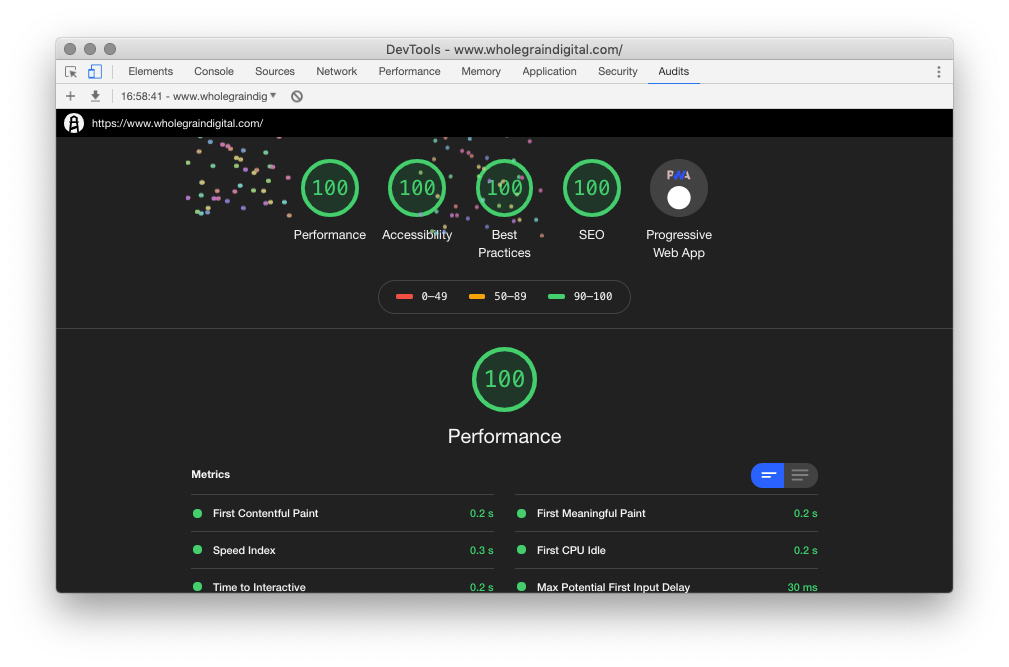 DevTools - www.wholegraindigital.com/
Elements Console Sources Network Performance Memory Application Security Audits
16:58:41 - www.wholegraindig
https://www.wholegraindigital.com/
100 100 100 100 PWA
Performance Accessibility Best Practices SEO Progressive Web App
0–49 50–89 90–100
100
Performance
Metrics
First Contentful Paint 0.2 s
First Meaningful Paint 0.2 s
Speed Index 0.3 s
First CPU Idle 0.2 s
Time to Interactive 0.2 s
Max Potential First Input Delay 30 ms